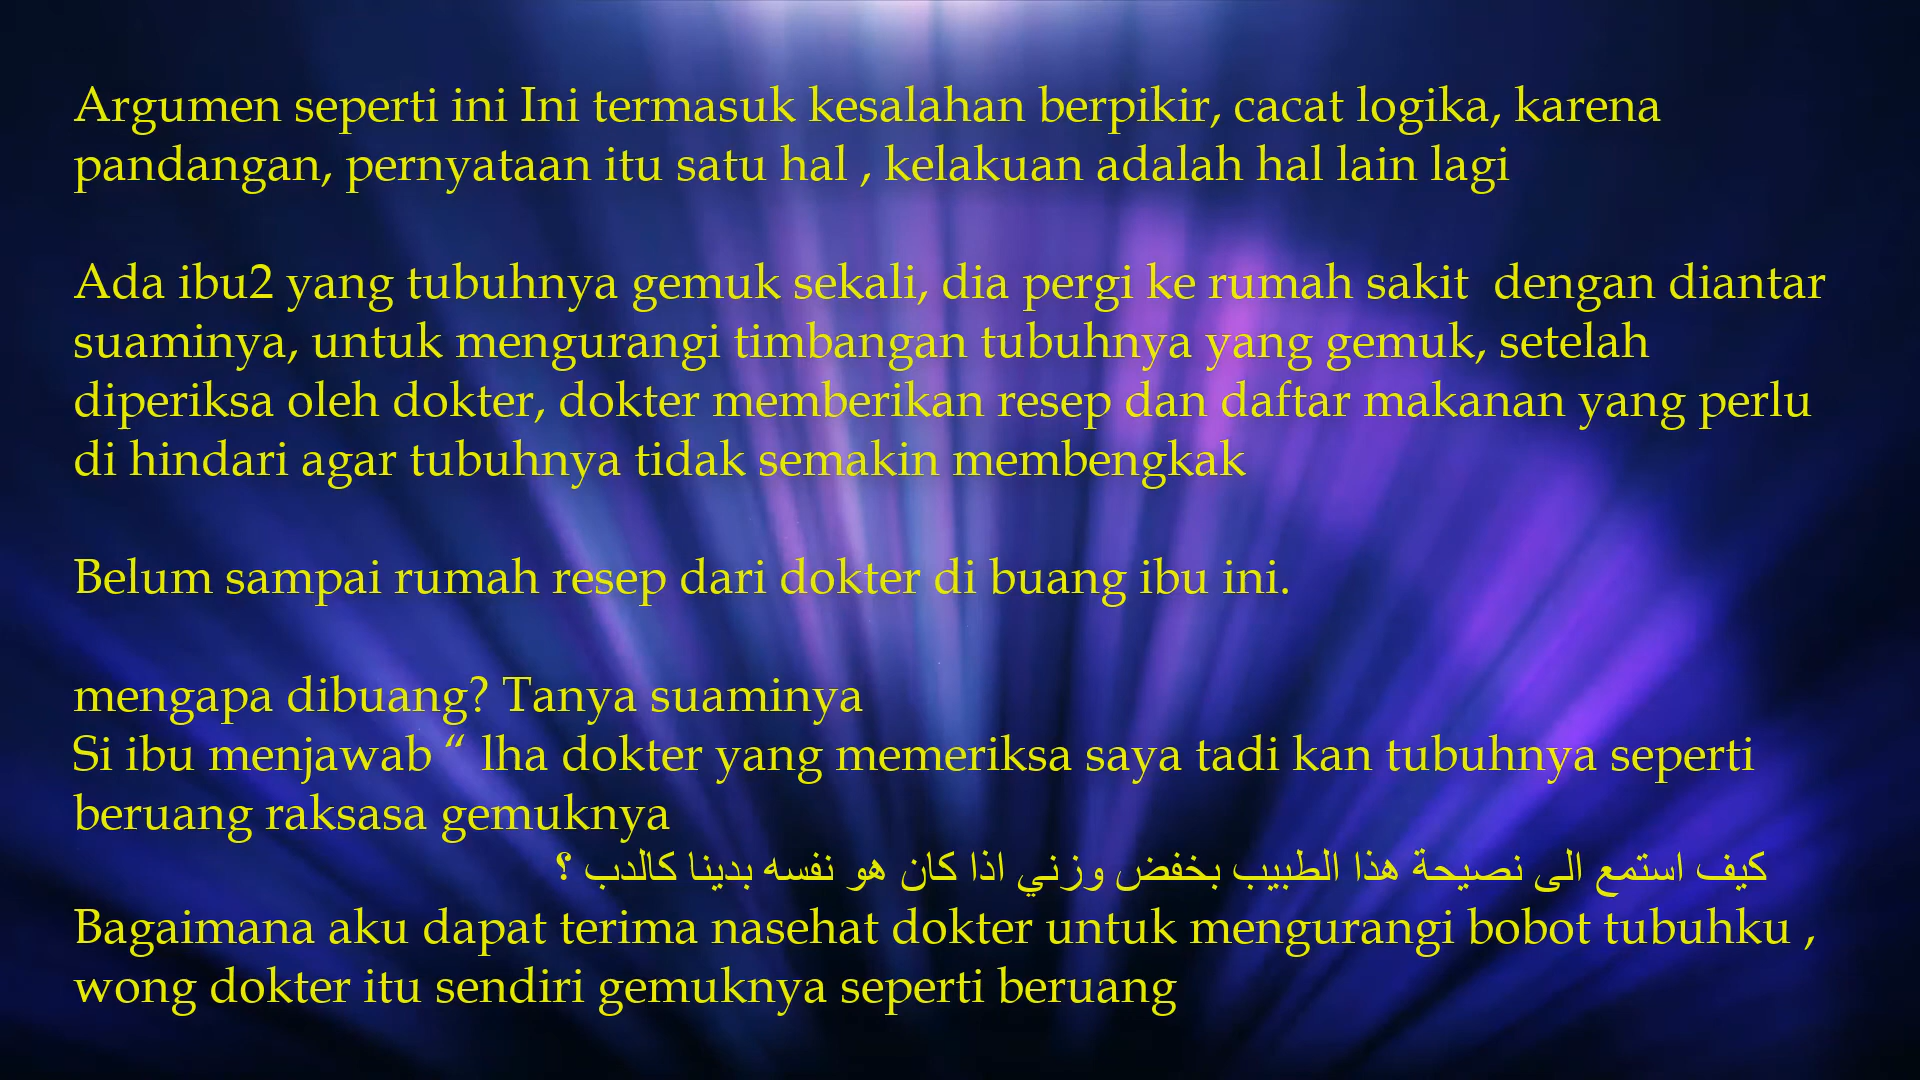 Argumen seperti ini Ini termasuk kesalahan berpikir, cacat logika, karena
pandangan, pernyataan itu satu hal , kelakuan adalah hal lain lagi
Ada ibu2 yang tubuhnya gemuk sekali, dia pergi ke rumah sakit  dengan diantar
suaminya, untuk mengurangi timbangan tubuhnya yang gemuk, setelah
diperiksa oleh dokter, dokter memberikan resep dan daftar makanan yang perlu
di hindari agar tubuhnya tidak semakin membengkak
Belum sampai rumah resep dari dokter di buang ibu ini.
mengapa dibuang? Tanya suaminya
Si ibu menjawab “ lha dokter yang memeriksa saya tadi kan tubuhnya seperti
beruang raksasa gemuknya
كيف استمع الى نصيحة هذا الطبيب بخفض وزني اذا كان هو نفسه بدينا كالدب ؟
Bagaimana aku dapat terima nasehat dokter untuk mengurangi bobot tubuhku ,
wong dokter itu sendiri gemuknya seperti beruang